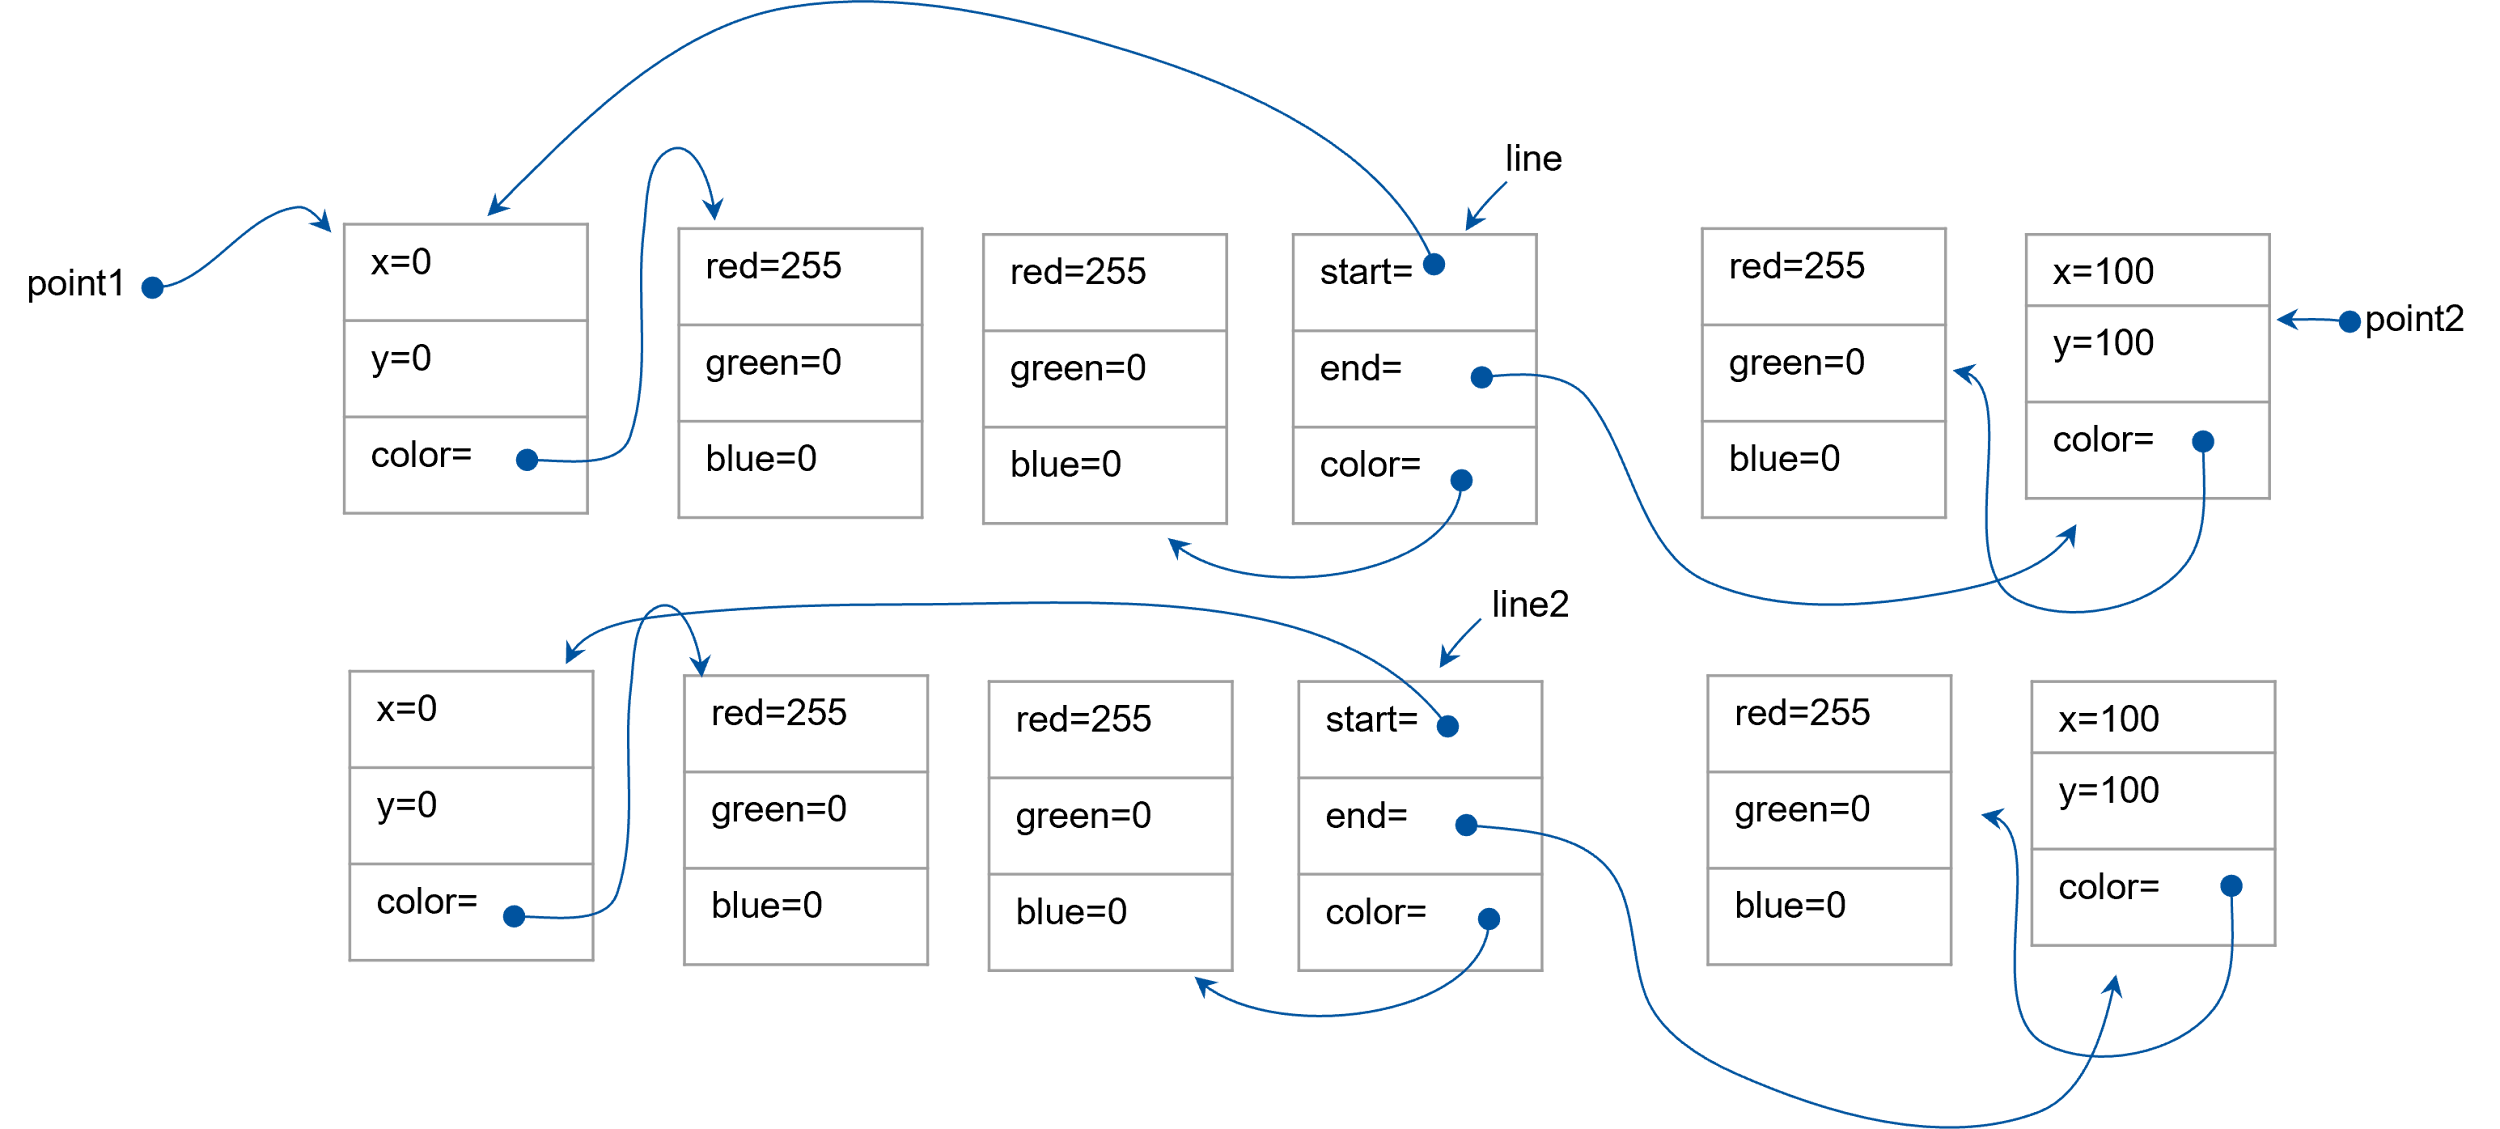 line
point1
x=0
y=0
color=
red=255
green=0
blue=0
red=255
green=0
blue=0
start=
end=
color=
red=255
green=0
blue=0
x=100
y=100
color=
point2
line2
x=0
y=0
color=
red=255
green=0
blue=0
red=255
green=0
blue=0
start=
end=
color=
red=255
green=0
blue=0
x=100
y=100
color=